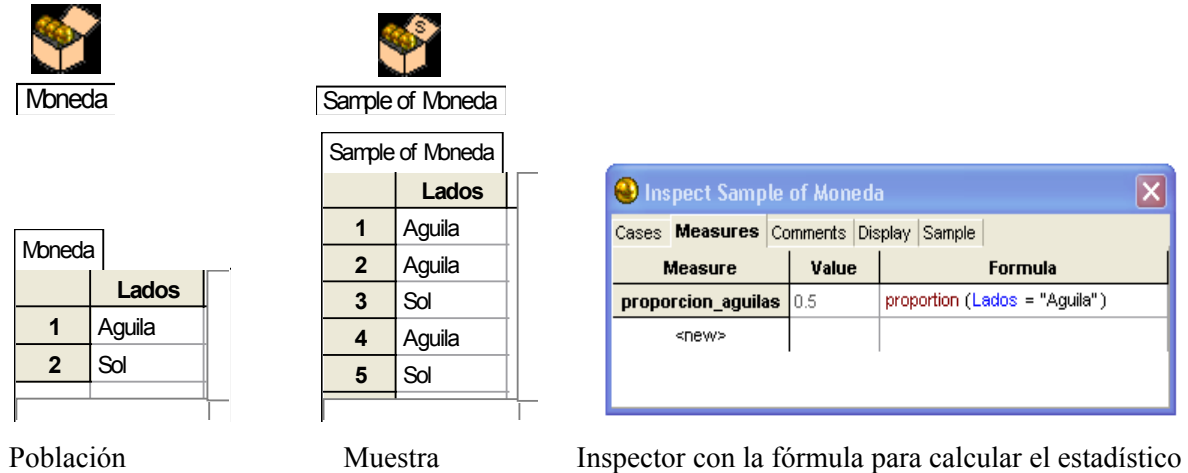 Moneda
Sample of Moneda
S
Moneda
Lados
1 Aguila
2 Sol
Sample of Moneda
Lados
1 Aguila
2 Aguila
3 Sol
4 Aguila
5 Sol
Inspect Sample of Moneda
Cases Measures Comments Display Sample
Measure Value Formula
proporcion_aguilas 0.5 proportion (Lados = "Aguila")
<new>
Población Muestra Inspector con la fórmula para calcular el estadístico